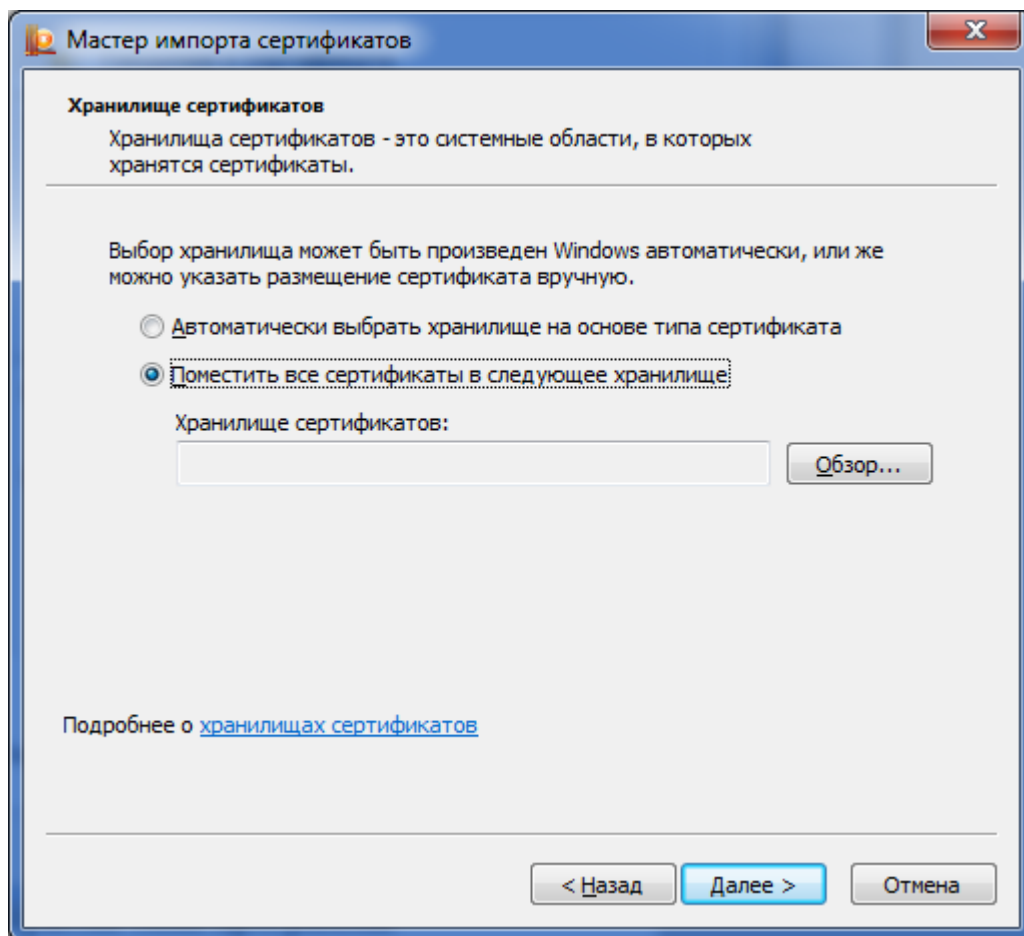 Мастер импорта сертификатов
Хранилище сертификатов
Хранилища сертификатов - это системные области, в которых
хранятся сертификаты.
Выбор хранилища может быть произведен Windows автоматически, или же
можно указать размещение сертификата вручную.
Автоматически выбрать хранилище на основе типа сертификата
Поместить все сертификаты в следующее хранилище
Хранилище сертификатов:
Обзор...
Подробнее о хранилищах сертификатов
< Назад
Далее >
Отмена